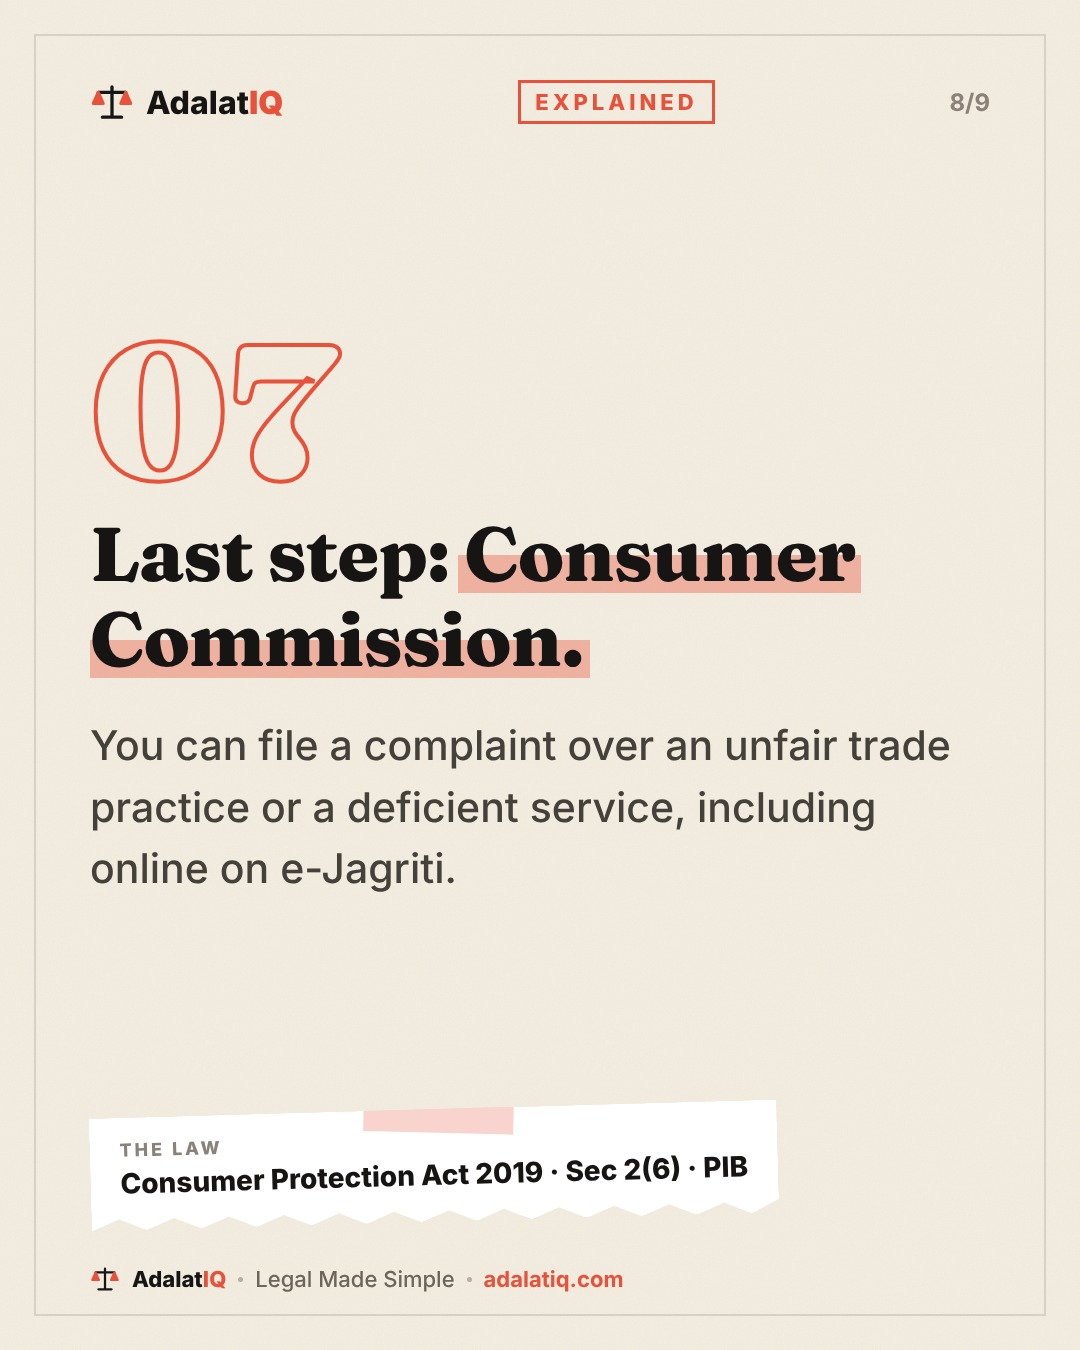 AdalatIQ
EXPLAINED
8/9
07
Last step: Consumer
Commission.
You can file a complaint over an unfair trade
practice or a deficient service, including
online on e-Jagriti.
THE LAW
Consumer Protection Act 2019 · Sec 2(6) · PIB
AdalatIQ • Legal Made Simple • adalatiq.com